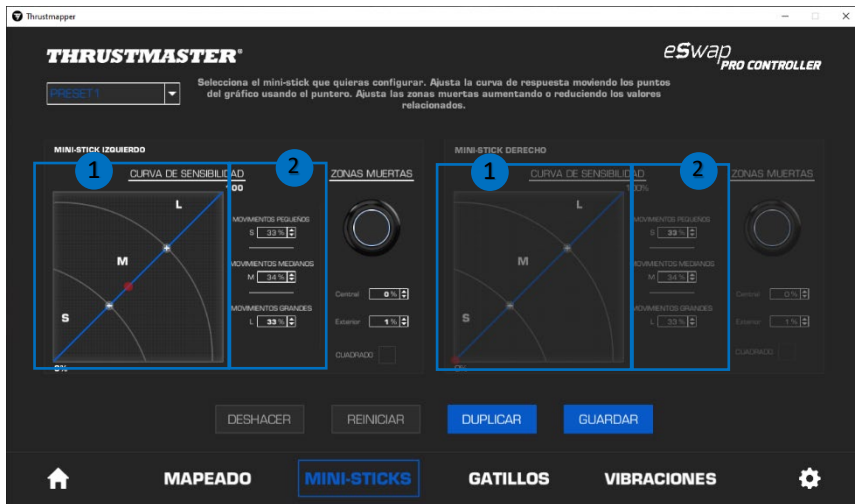 Thrustmapper
THRUSTMASTER®
eSwap
PRO CONTROLLER
PRESET1
Selecciona el mini-stick que quieras configurar. Ajusta la curva de respuesta moviendo los puntos
del gráfico usando el puntero. Ajusta las zonas muertas aumentando o reduciendo los valores
relacionados.
MINI-STICK IZQUIERDO
1
2
CURVA DE SENSIBILIDAD
ZONAS MUERTAS
100
L
M
S
0%
MOVIMIENTOS PEQUEÑOS
S 33 %
MOVIMIENTOS MEDIANOS
M 34 %
MOVIMIENTOS GRANDES
L 33 %
Central 0 %
Exterior 1 %
CUADRADO
MINI-STICK DERECHO
1
2
CURVA DE SENSIBILIDAD
ZONAS MUERTAS
100%
L
M
S
0%
MOVIMIENTOS PEQUEÑOS
S 33 %
MOVIMIENTOS MEDIANOS
M 34 %
MOVIMIENTOS GRANDES
L 33 %
Central 0 %
Exterior 1 %
CUADRADO
DESHACER
REINICIAR
DUPLICAR
GUARDAR
MAPEADO
MINI-STICKS
GATILLOS
VIBRACIONES